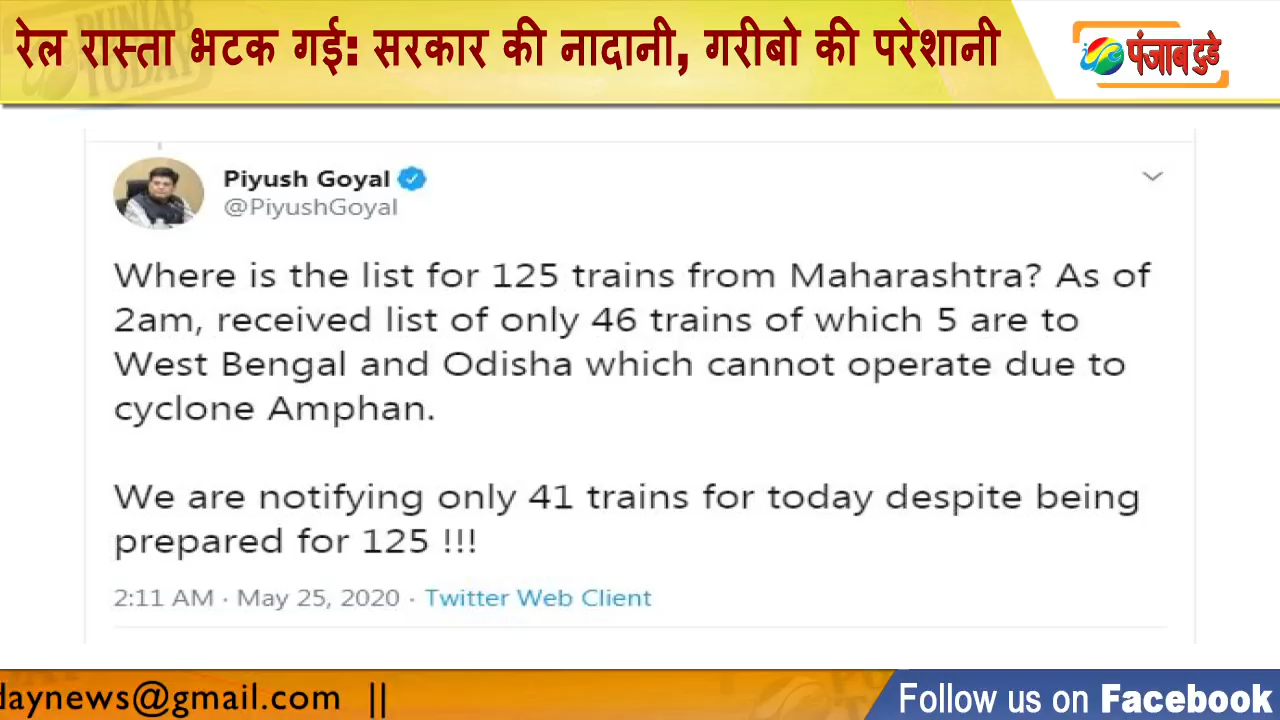 रेल रास्ता भटक गई: सरकार की नादानी, गरीबो की परेशानी
पंजाब टुडे
Piyush Goyal
@PiyushGoyal
Where is the list for 125 trains from Maharashtra? As of
2am, received list of only 46 trains of which 5 are to
West Bengal and Odisha which cannot operate due to
cyclone Amphan.
We are notifying only 41 trains for today despite being
prepared for 125 !!!
2:11 AM · May 25, 2020 · Twitter Web Client
daynews@gmail.com ||
Follow us on Facebook